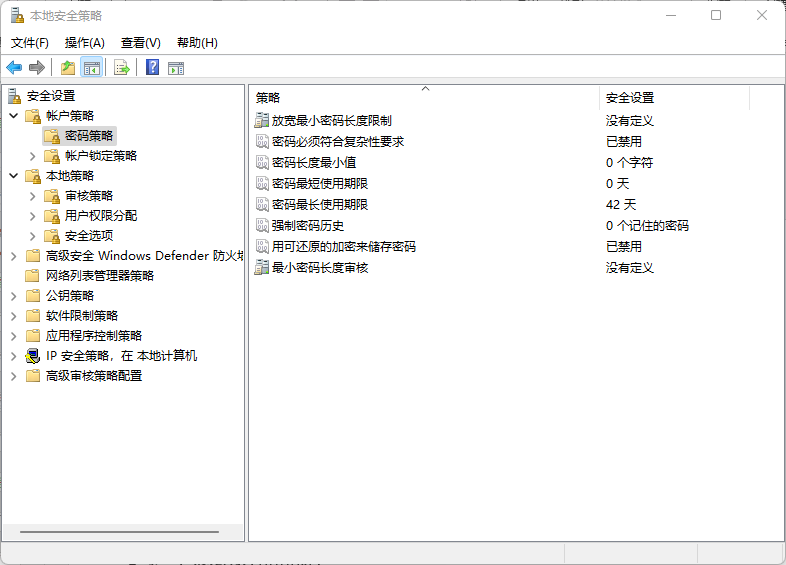 本地安全策略
文件(F) 操作(A) 查看(V) 帮助(H)
安全设置
帐户策略
密码策略
帐户锁定策略
本地策略
审核策略
用户权限分配
安全选项
高级安全 Windows Defender 防火
网络列表管理器策略
公钥策略
软件限制策略
应用程序控制策略
IP 安全策略，在 本地计算机
高级审核策略配置
策略 安全设置
放宽最小密码长度限制 没有定义
密码必须符合复杂性要求 已禁用
密码长度最小值 0 个字符
密码最短使用期限 0 天
密码最长使用期限 42 天
强制密码历史 0 个记住的密码
用可还原的加密来储存密码 已禁用
最小密码长度审核 没有定义